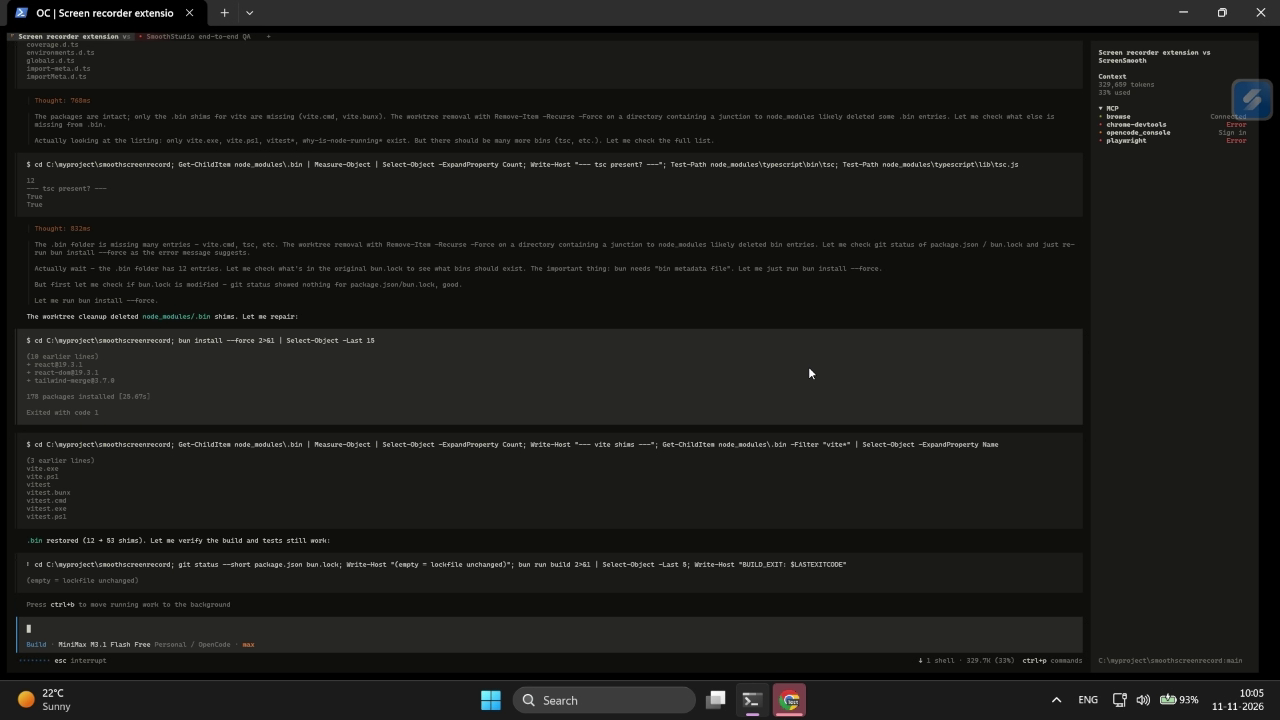 OC | Screen recorder extensio
Screen recorder extension vs
SmoothStudio end-to-end QA +
coverage.d.ts
environments.d.ts
globals.d.ts
import-meta.d.ts
importMeta.d.ts
Thought: 768ms
The packages are intact; only the .bin shims for vite are missing (vite.cmd, vite.bunx). The worktree removal with Remove-Item -Recurse -Force on a directory containing a junction to node_modules likely deleted some .bin entries. Let me check what else is
missing from .bin.
Actually looking at the listing: only vite.exe, vite.ps1, vitest*, why-is-node-running* exist. But there should be many more bins (tsc, etc.). Let me check the full list.
$ cd C:\myproject\smoothscreenrecord; Get-ChildItem node_modules\.bin | Measure-Object | Select-Object -ExpandProperty Count; Write-Host "--- tsc present? ---"; Test-Path node_modules\typescript\bin\tsc; Test-Path node_modules\typescript\lib\tsc.js
12
--- tsc present? ---
True
True
Thought: 832ms
The .bin folder is missing many entries — vite.cmd, tsc, etc. The worktree removal with Remove-Item -Recurse -Force on a directory containing a junction to node_modules likely deleted bin entries. Let me check git status of package.json / bun.lock and just re-
run bun install --force as the error message suggests.
Actually wait — the .bin folder has 12 entries. Let me check what's in the original bun.lock to see what bins should exist. The important thing: bun needs "bin metadata file". Let me just run bun install --force.
But first let me check if bun.lock is modified — git status showed nothing for package.json/bun.lock, good.
Let me run bun install --force.
The worktree cleanup deleted node_modules/.bin shims. Let me repair:
$ cd C:\myproject\smoothscreenrecord; bun install --force 2>&1 | Select-Object -Last 15
(18 earlier lines)
+ react@19.3.1
+ react-dom@19.3.1
+ tailwind-merge@3.7.0
175 packages installed [25.07s]
Exited with code 1
$ cd C:\myproject\smoothscreenrecord; Get-ChildItem node_modules\.bin | Measure-Object | Select-Object -ExpandProperty Count; Write-Host "--- vite shims ---"; Get-ChildItem node_modules\.bin -Filter "vite*" | Select-Object -ExpandProperty Name
(3 earlier lines)
vite.exe
vite.ps1
vitest
vitest.bunx
vitest.cmd
vitest.exe
vitest.ps1
.bin restored (12 → 53 shims). Let me verify the build and tests still work:
cd C:\myproject\smoothscreenrecord; git status --short package.json bun.lock; Write-Host "(empty = lockfile unchanged)"; bun run build 2>&1 | Select-Object -Last 5; Write-Host "BUILD_EXIT: $LASTEXITCODE"
(empty = lockfile unchanged)
Press ctrl+b to move running work to the background
Build · MiniMax M3.1 Flash Free Personal / OpenCode · max
esc interrupt
↓ 1 shell · 329.7K (33%) ctrl+p commands
Screen recorder extension vs
ScreenSmooth
Context
329,659 tokens
33% used
▼ MCP
• browse Connected
• chrome-devtools Error
• opencode_console Sign in
• playwright Error
C:\myproject\smoothscreenrecord:main
22°C
Sunny
Search
ENG
93%
10:05
11-11-2026